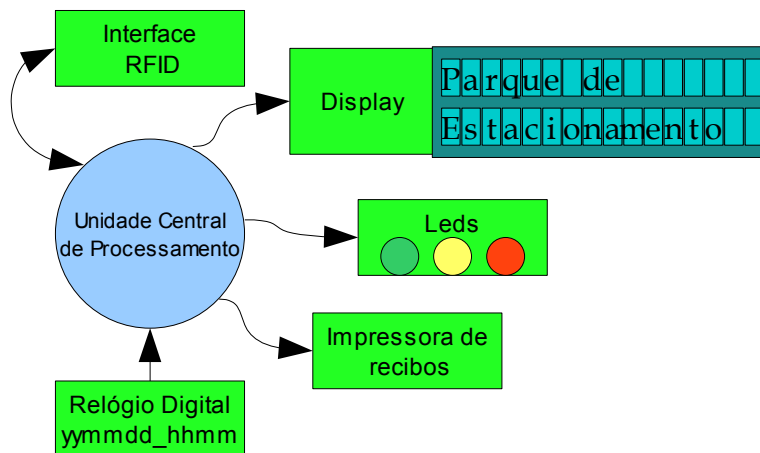 Interface
RFID
Display
Parque de
Estacionamento
Unidade Central
de Processamento
Leds
Impressora de
recibos
Relógio Digital
yymmdd_hhmm